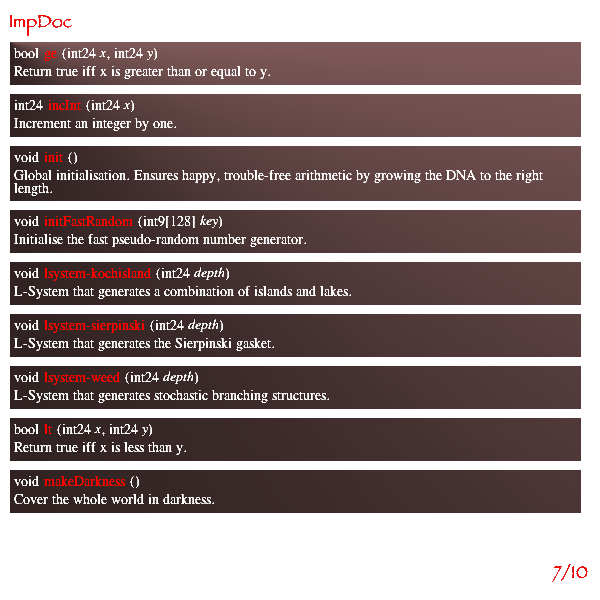 ImpDoc
bool (int24 x, int24 y)
Return true iff x is greater than or equal to y.
int24 incInt (int24 x)
Increment an integer by one.
void init ()
Global initialisation. Ensures happy, trouble-free arithmetic by growing the DNA to the right
length.
void initFastRandom (int9[128] key)
Initialise the fast pseudo-random number generator.
void lsystem-kochisland (int24 depth)
L-System that generates a combination of islands and lakes.
void lsystem-sierpinski (int24 depth)
L-System that generates the Sierpinski gasket.
void lsystem-weed (int24 depth)
L-System that generates stochastic branching structures.
bool lt (int24 x, int24 y)
Return true iff x is less than y.
void makeDarkness ()
Cover the whole world in darkness.
7/10